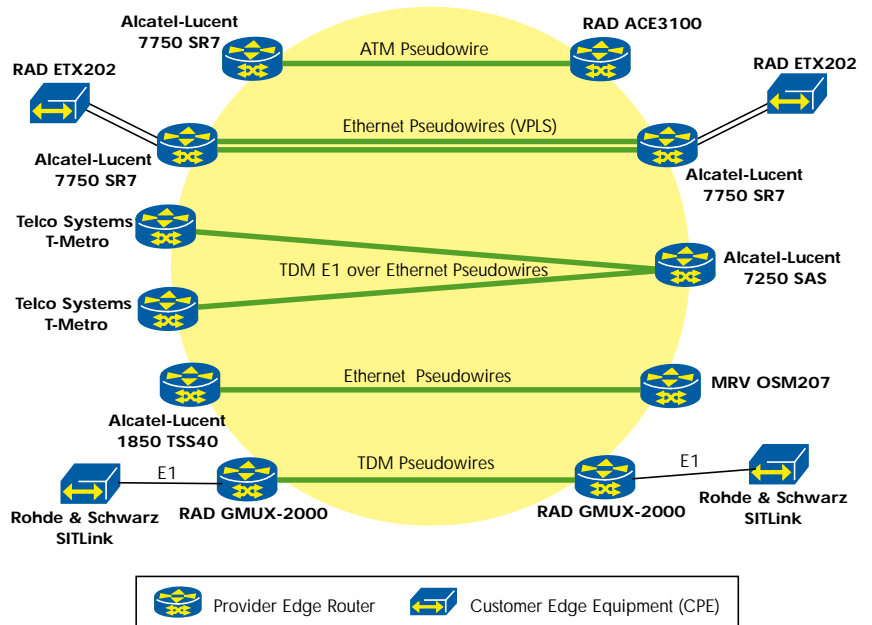 Alcatel-Lucent
7750 SR7
ATM Pseudowire
RAD ACE3100
RAD ETX202
RAD ETX202
Ethernet Pseudowires (VPLS)
Alcatel-Lucent
7750 SR7
Alcatel-Lucent
7750 SR7
Telco Systems
T-Metro
TDM E1 over Ethernet Pseudowires
Alcatel-Lucent
7250 SAS
Telco Systems
T-Metro
Ethernet Pseudowires
MRV OSM207
Alcatel-Lucent
1850 TSS40
E1
TDM Pseudowires
E1
RAD GMUX-2000
RAD GMUX-2000
Rohde & Schwarz
SITLink
Rohde & Schwarz
SITLink
Provider Edge Router
Customer Edge Equipment (CPE)